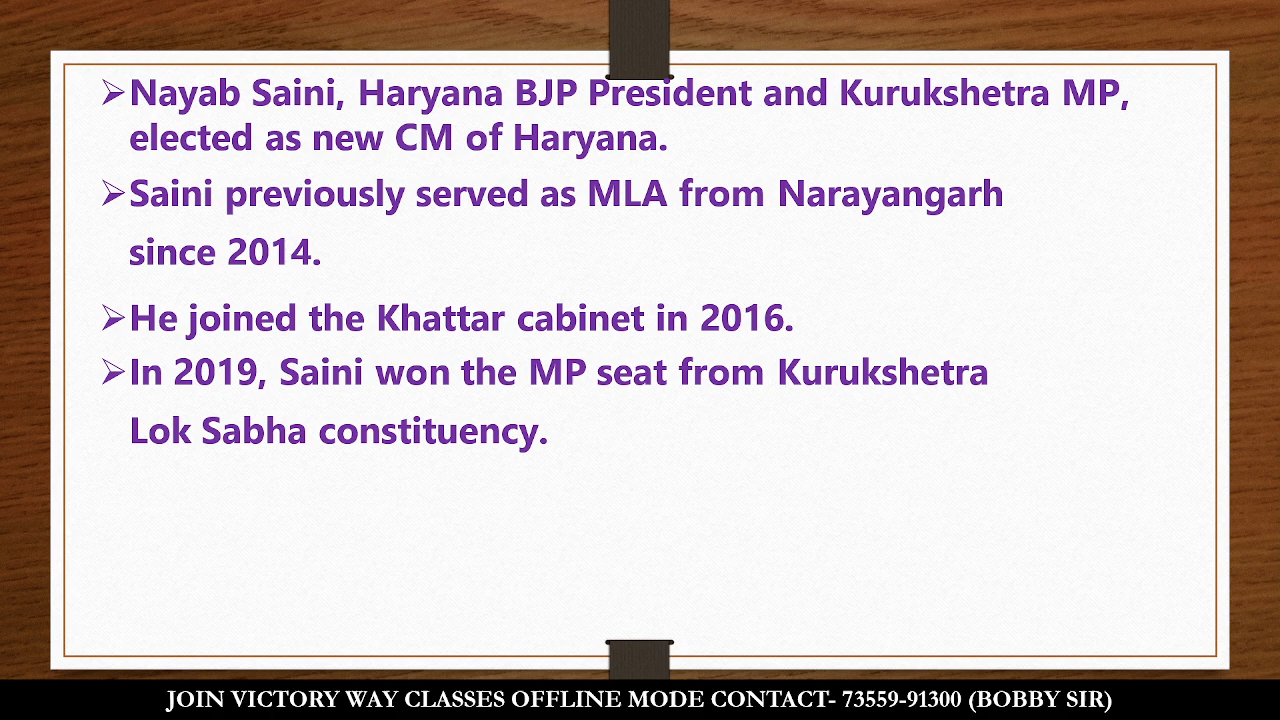 ➢Nayab Saini, Haryana BJP President and Kurukshetra MP,
elected as new CM of Haryana.
➢Saini previously served as MLA from Narayangarh
since 2014.
➢He joined the Khattar cabinet in 2016.
➢In 2019, Saini won the MP seat from Kurukshetra
Lok Sabha constituency.
JOIN VICTORY WAY CLASSES OFFLINE MODE CONTACT- 73559-91300 (BOBBY SIR)